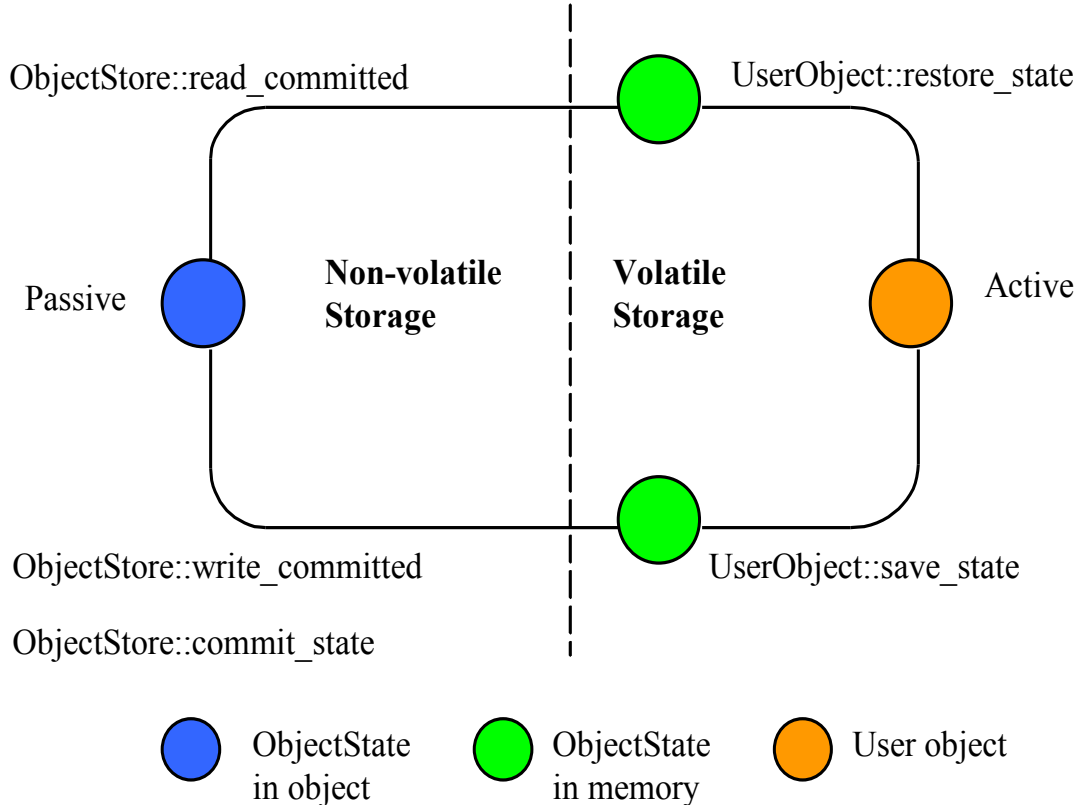 ObjectStore::read_committed
UserObject::restore_state
Passive
Non-volatile
Storage
Volatile
Storage
Active
ObjectStore::write_committed
UserObject::save_state
ObjectStore::commit_state
ObjectState
in object
ObjectState
in memory
User object